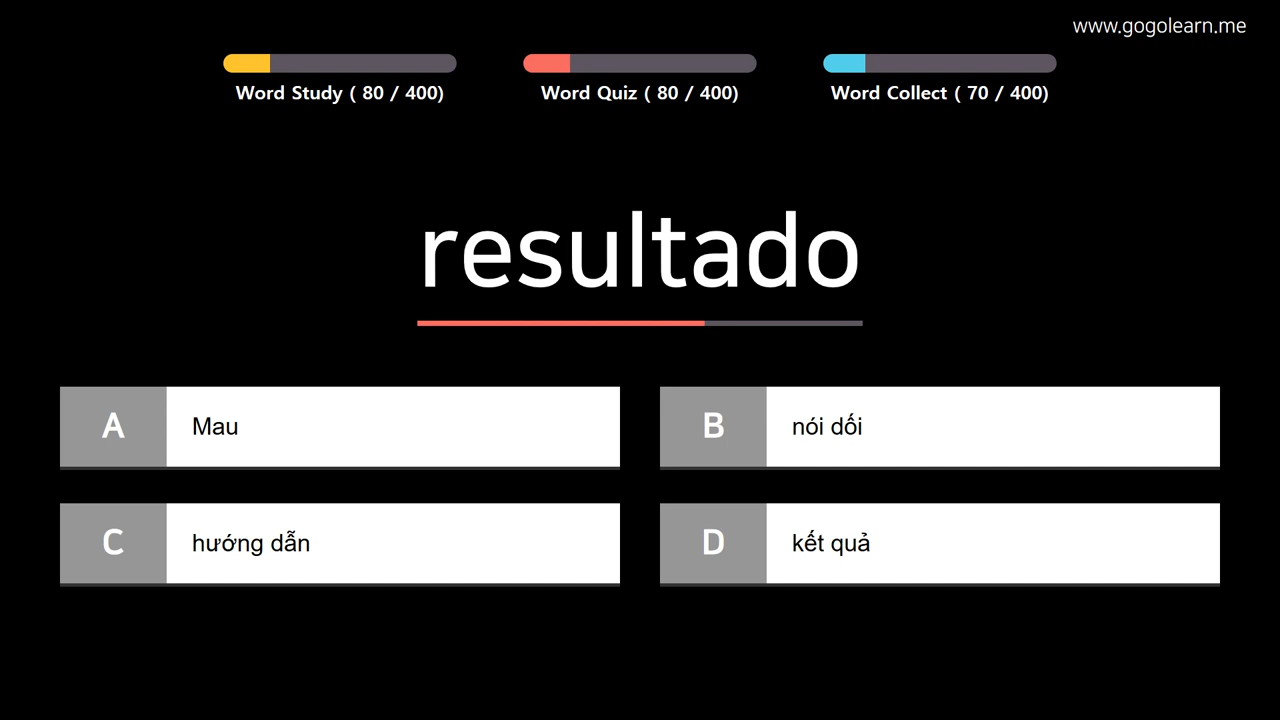 www.gogolearn.me
Word Study ( 80 / 400)
Word Quiz ( 80 / 400)
Word Collect ( 70 / 400)
resultado
A
Mau
B
nói dối
C
hướng dẫn
D
kết quả